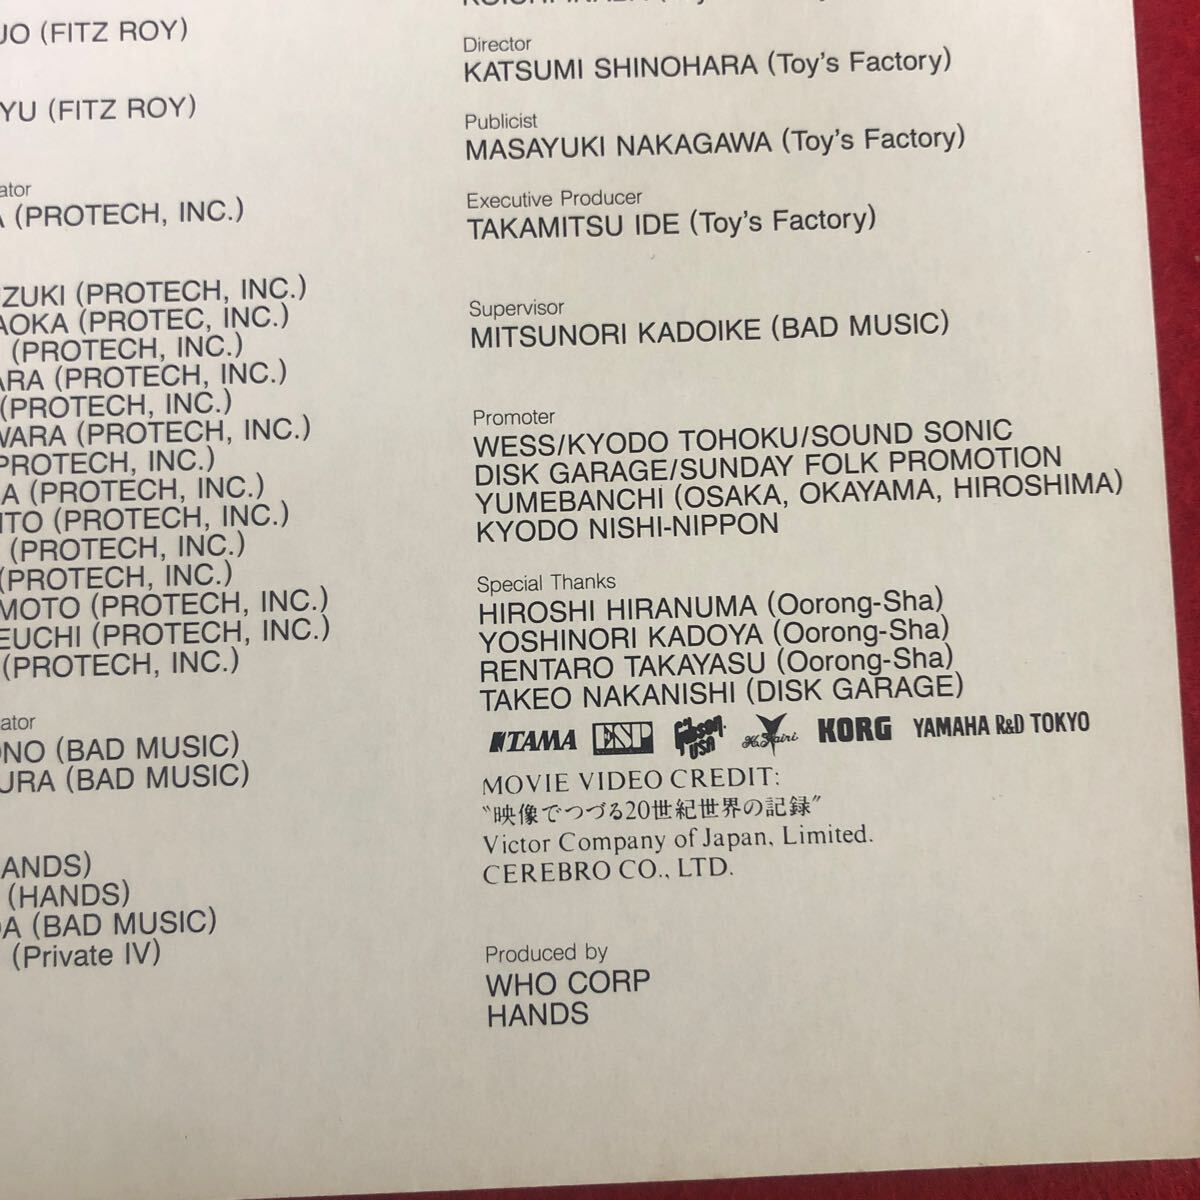 JO (FITZ ROY)
YU (FITZ ROY)
ator
A (PROTECH, INC.)
ZUKI (PROTECH, INC.)
AOKA (PROTEC, INC.)
(PROTECH, INC.)
ARA (PROTECH, INC.)
(PROTECH, INC.)
WARA (PROTECH, INC.)
PROTECH, INC.)
A (PROTECH, INC.)
ITO (PROTECH, INC.)
(PROTECH, INC.)
(PROTECH, INC.)
MOTO (PROTECH, INC.)
EUCHI (PROTECH, INC.)
(PROTECH, INC.)
ator
ONO (BAD MUSIC)
URA (BAD MUSIC)
ANDS)
(HANDS)
DA (BAD MUSIC)
(Private IV)
Director
KATSUMI SHINOHARA (Toy's Factory)
Publicist
MASAYUKI NAKAGAWA (Toy's Factory)
Executive Producer
TAKAMITSU IDE (Toy's Factory)
Supervisor
MITSUNORI KADOIKE (BAD MUSIC)
Promoter
WESS/KYODO TOHOKU/SOUND SONIC
DISK GARAGE/SUNDAY FOLK PROMOTION
YUMEBANCHI (OSAKA, OKAYAMA, HIROSHIMA)
KYODO NISHI-NIPPON
Special Thanks
HIROSHI HIRANUMA (Oorong-Sha)
YOSHINORI KADOYA (Oorong-Sha)
RENTARO TAKAYASU (Oorong-Sha)
TAKEO NAKANISHI (DISK GARAGE)
TAMA ESP Gibson USA KORG YAMAHA R&D TOKYO
MOVIE VIDEO CREDIT:
〝映像でつづる20世紀世界の記録〞
Victor Company of Japan, Limited.
CEREBRO CO., LTD.
Produced by
WHO CORP
HANDS